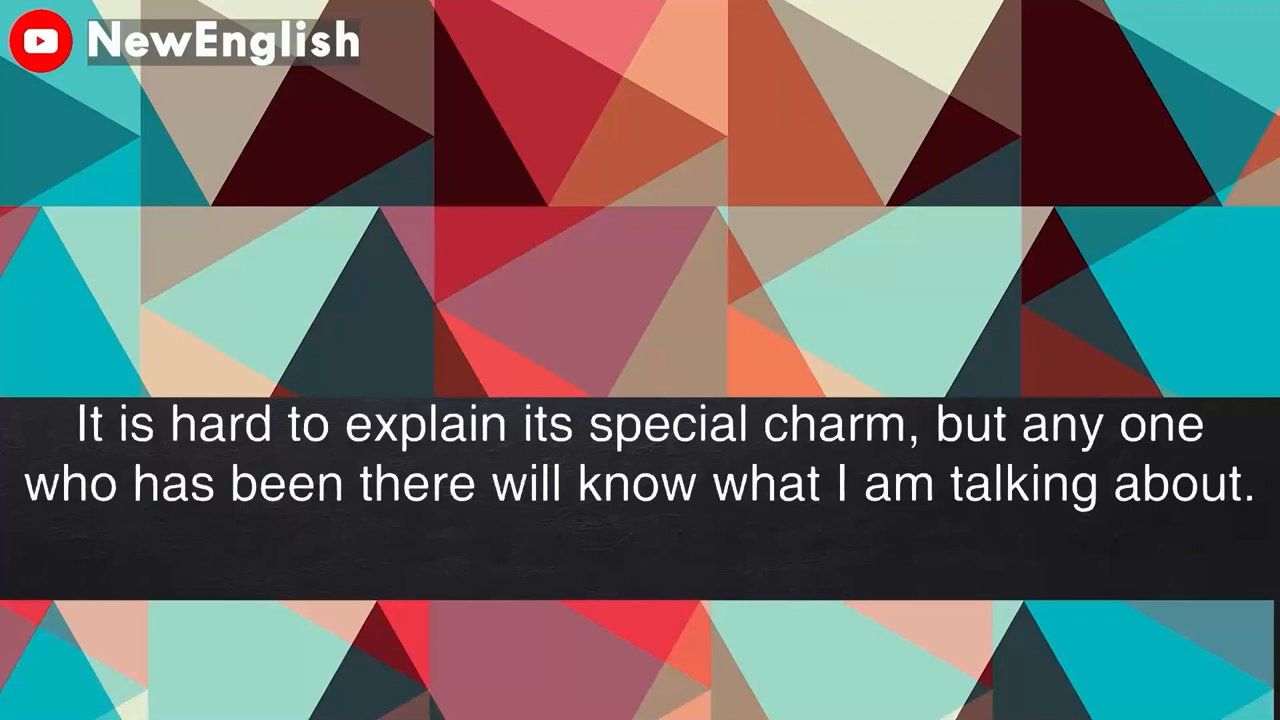 NewEnglish
It is hard to explain its special charm, but any one
who has been there will know what I am talking about.